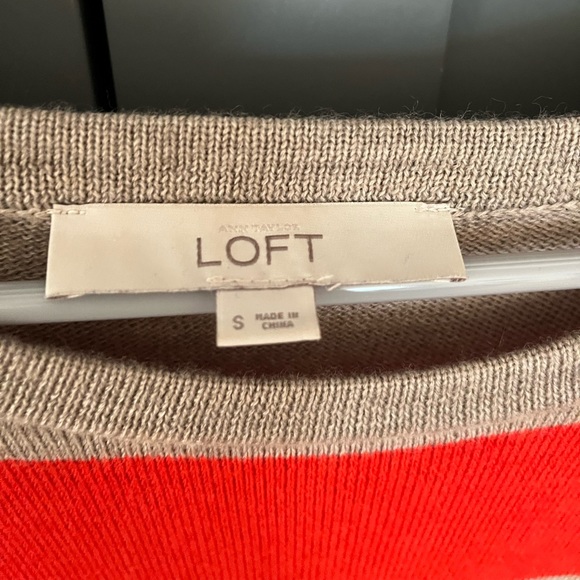 ANN TAYLOR
LOFT
S
MADE IN
CHINA